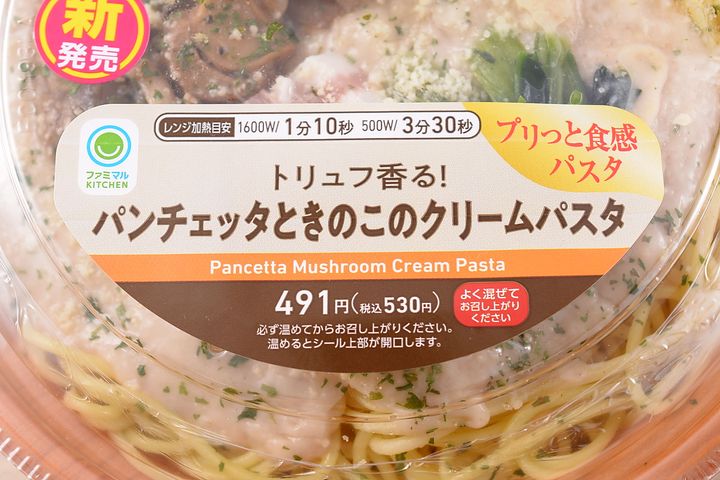 新
発売
レンジ加熱目安 1600W/1分10秒 500W/3分30秒
プリっと食感
パスタ
ファミマル
KITCHEN
トリュフ香る!
パンチェッタときのこのクリームパスタ
Pancetta Mushroom Cream Pasta
491円(税込530円)
よく混ぜて
お召し上がり
ください
必ず温めてからお召し上がりください。
温めるとシール上部が開口します。